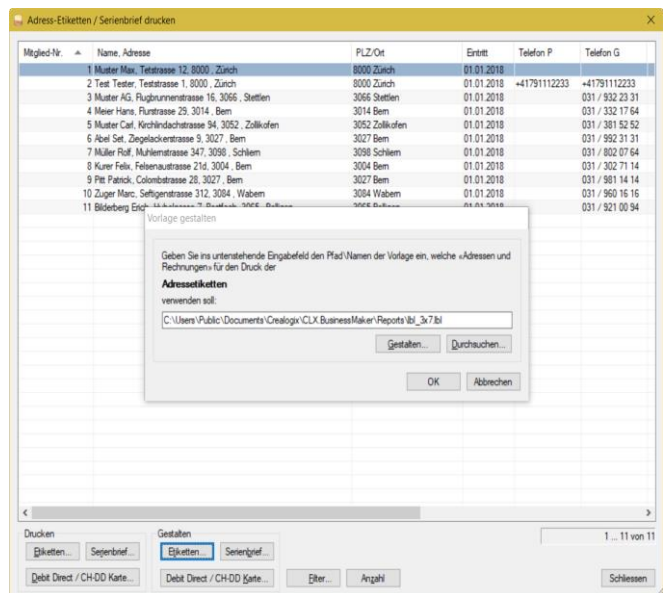 Adress-Etiketten / Serienbrief drucken
Mitglied-Nr. Name, Adresse PLZ/Ort Eintritt Telefon P Telefon G
1 Muster Max, Tetstrasse 12, 8000 , Zürich 8000 Zürich 01.01.2018
2 Test Tester, Teststrasse 1, 8000 , Zürich 8000 Zürich 01.01.2018 +41791112233 +41791112233
3 Muster AG, Flugbrunnenstrasse 16, 3066 , Stettlen 3066 Stettlen 01.01.2018 031 / 932 23 31
4 Meier Hans, Flurstrasse 29, 3014 , Bern 3014 Bern 01.01.2018 031 / 332 17 64
5 Muster Carl, Kirchlindachstrasse 94, 3052 , Zollikofen 3052 Zollikofen 01.01.2018 031 / 381 52 52
6 Abel Set, Ziegelackerstrasse 9, 3027 , Bern 3027 Bern 01.01.2018 031 / 992 31 31
7 Müller Rolf, Muhlernstrasse 347, 3098 , Schliern 3098 Schliern 01.01.2018 031 / 802 07 64
8 Kurer Felix, Felsenaustrasse 21d, 3004 , Bern 3004 Bern 01.01.2018 031 / 302 71 14
9 Pitt Patrick, Colombstrasse 28, 3027 , Bern 3027 Bern 01.01.2018 031 / 981 14 14
10 Zuger Marc, Seftigenstrasse 312, 3084 , Wabern 3084 Wabern 01.01.2018 031 / 960 16 16
11 Bilderberg 01.01.2018 031 / 921 00 94
Vorlage gestalten
Geben Sie ins untenstehende Eingabefeld den Pfad\Namen der Vorlage ein, welche «Adressen und
Rechnungen» für den Druck der
Adressetiketten
verwenden soll:
C:\Users\Public\Documents\Crealogix\CLX.BusinessMaker\Reports\lbl_3x7.lbl
Gestalten... Durchsuchen...
OK Abbrechen
1 ... 11 von 11
Drucken Gestalten
Etiketten... Serienbrief... Etiketten... Serienbrief...
Debit Direct / CH-DD Karte... Debit Direct / CH-DD Karte... Filter... Anzahl Schliessen